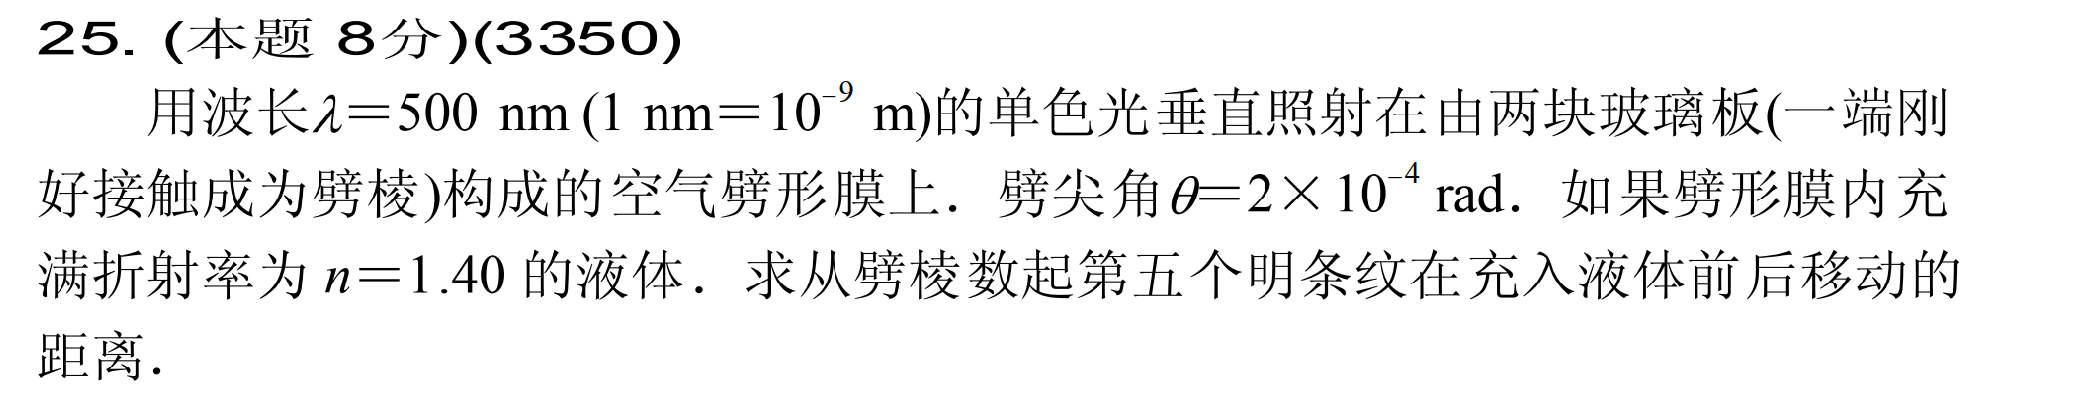 25. (本题 8分)(3350)
用波长λ＝500 nm (1 nm＝10⁻⁹ m)的单色光垂直照射在由两块玻璃板(一端刚
好接触成为劈棱)构成的空气劈形膜上．劈尖角θ＝2×10⁻⁴ rad．如果劈形膜内充
满折射率为 n＝1.40 的液体．求从劈棱数起第五个明条纹在充入液体前后移动的
距离．